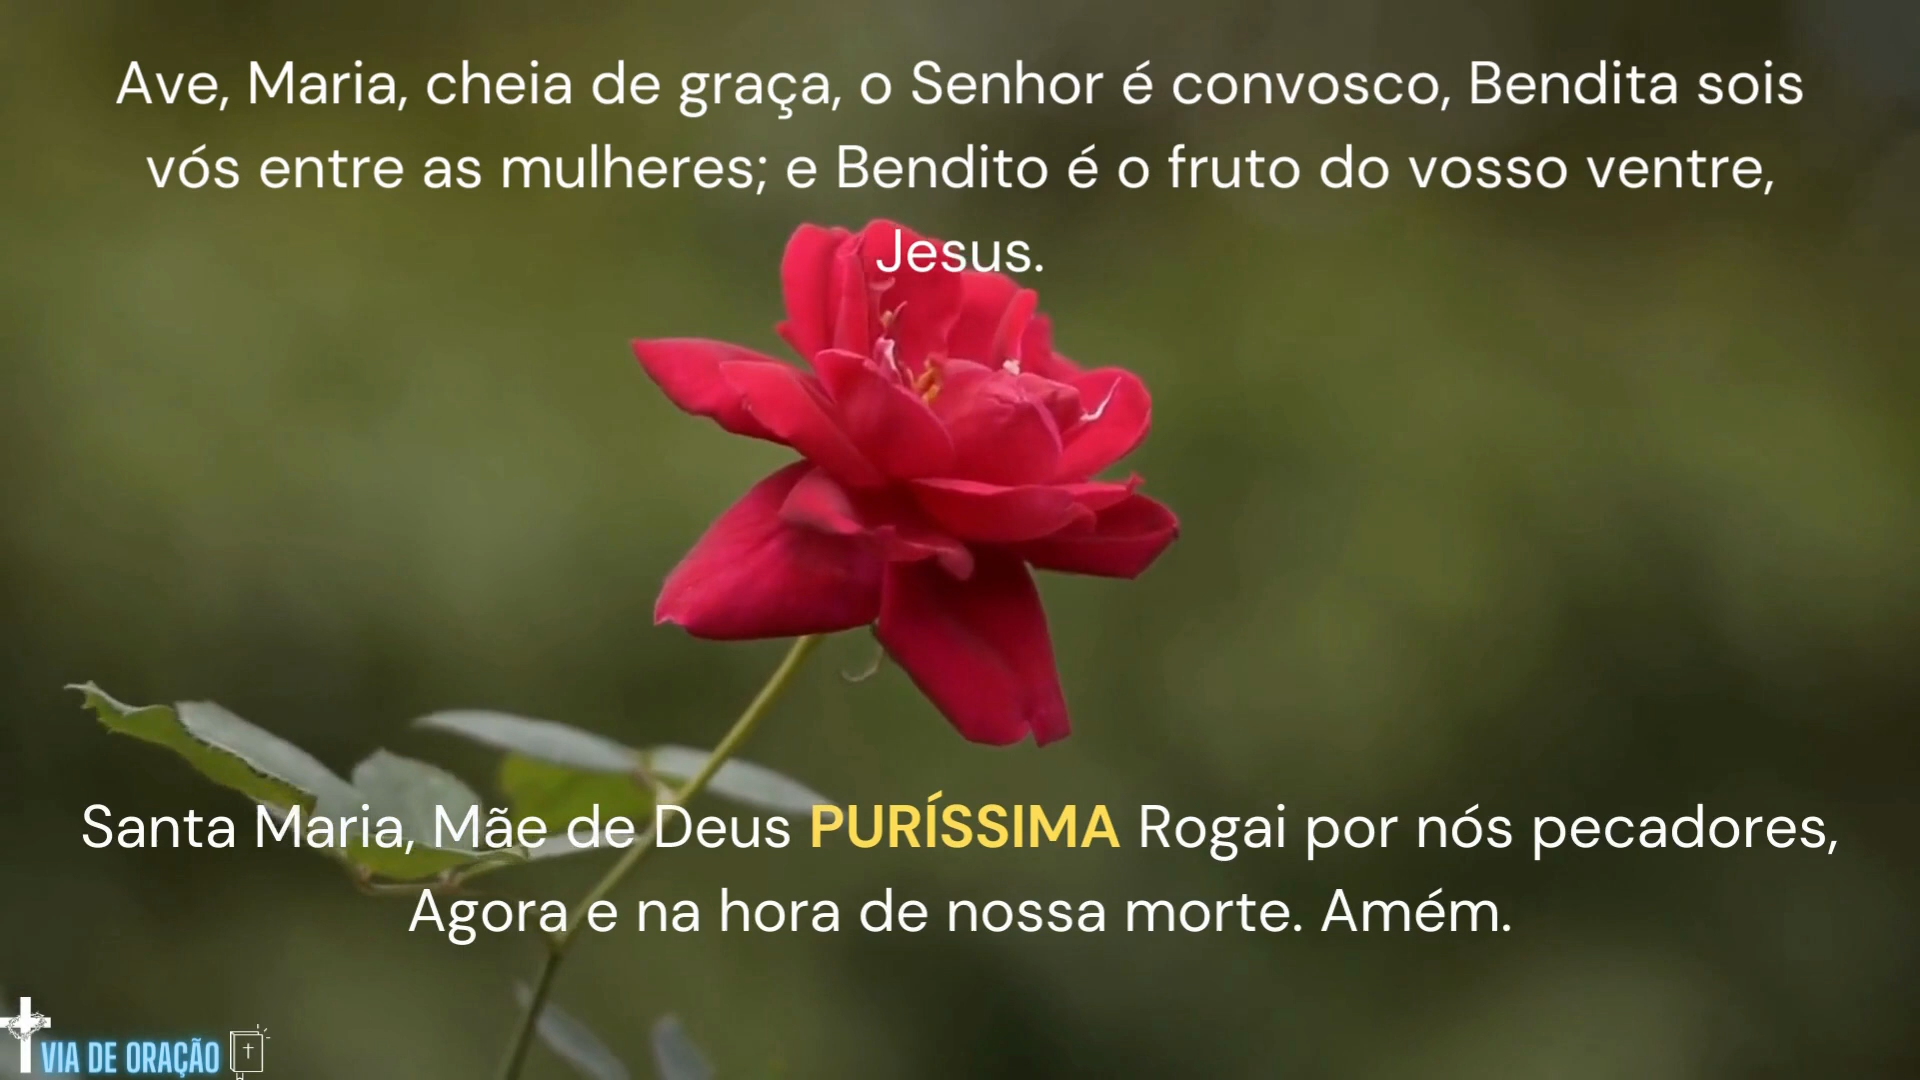 Ave, Maria, cheia de graça, o Senhor é convosco, Bendita sois
vós entre as mulheres; e Bendito é o fruto do vosso ventre,
Jesus.
Santa Maria, Mãe de Deus PURÍSSIMA Rogai por nós pecadores,
Agora e na hora de nossa morte. Amém.
VIA DE ORAÇÃO